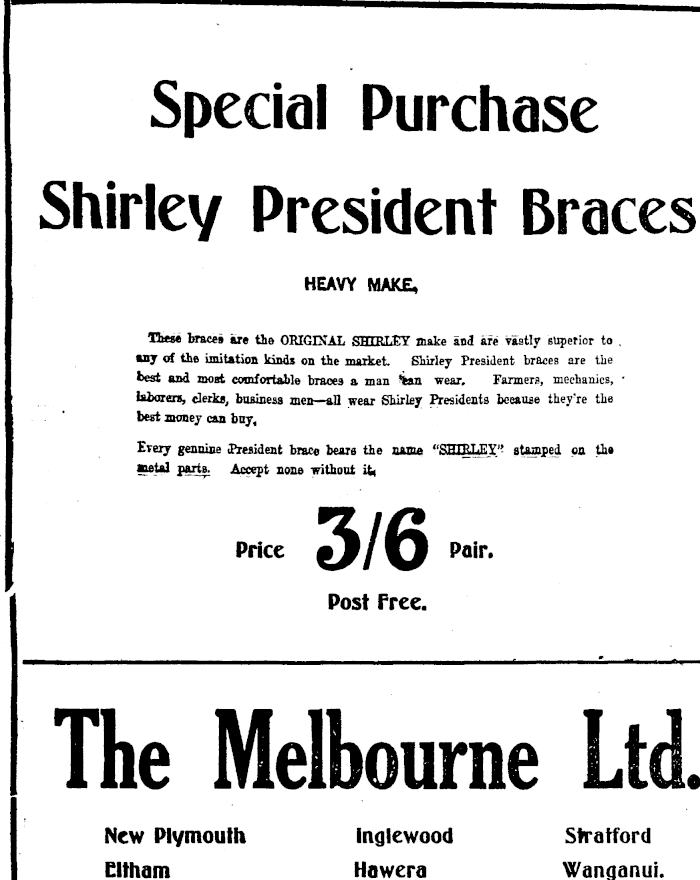 Special Purchase
Shirley President Braces
HEAVY MAKE,
These braces are the ORIGINAL SHIRLEY make and are vastly superior to
any of the imitation kinds on the market. Shirley President braces are the
best and most comfortable braces a man can wear. Farmers, mechanics,
laborers, clerks, business men—all wear Shirley Presidents because they're the
best money can buy.
Every genuine President brace bears the name "SHIRLEY" stamped on the
metal parts. Accept none without it.
Price 3/6 Pair.
Post Free.
The Melbourne Ltd.
New Plymouth Inglewood Stratford
Eltham Hawera Wanganui.